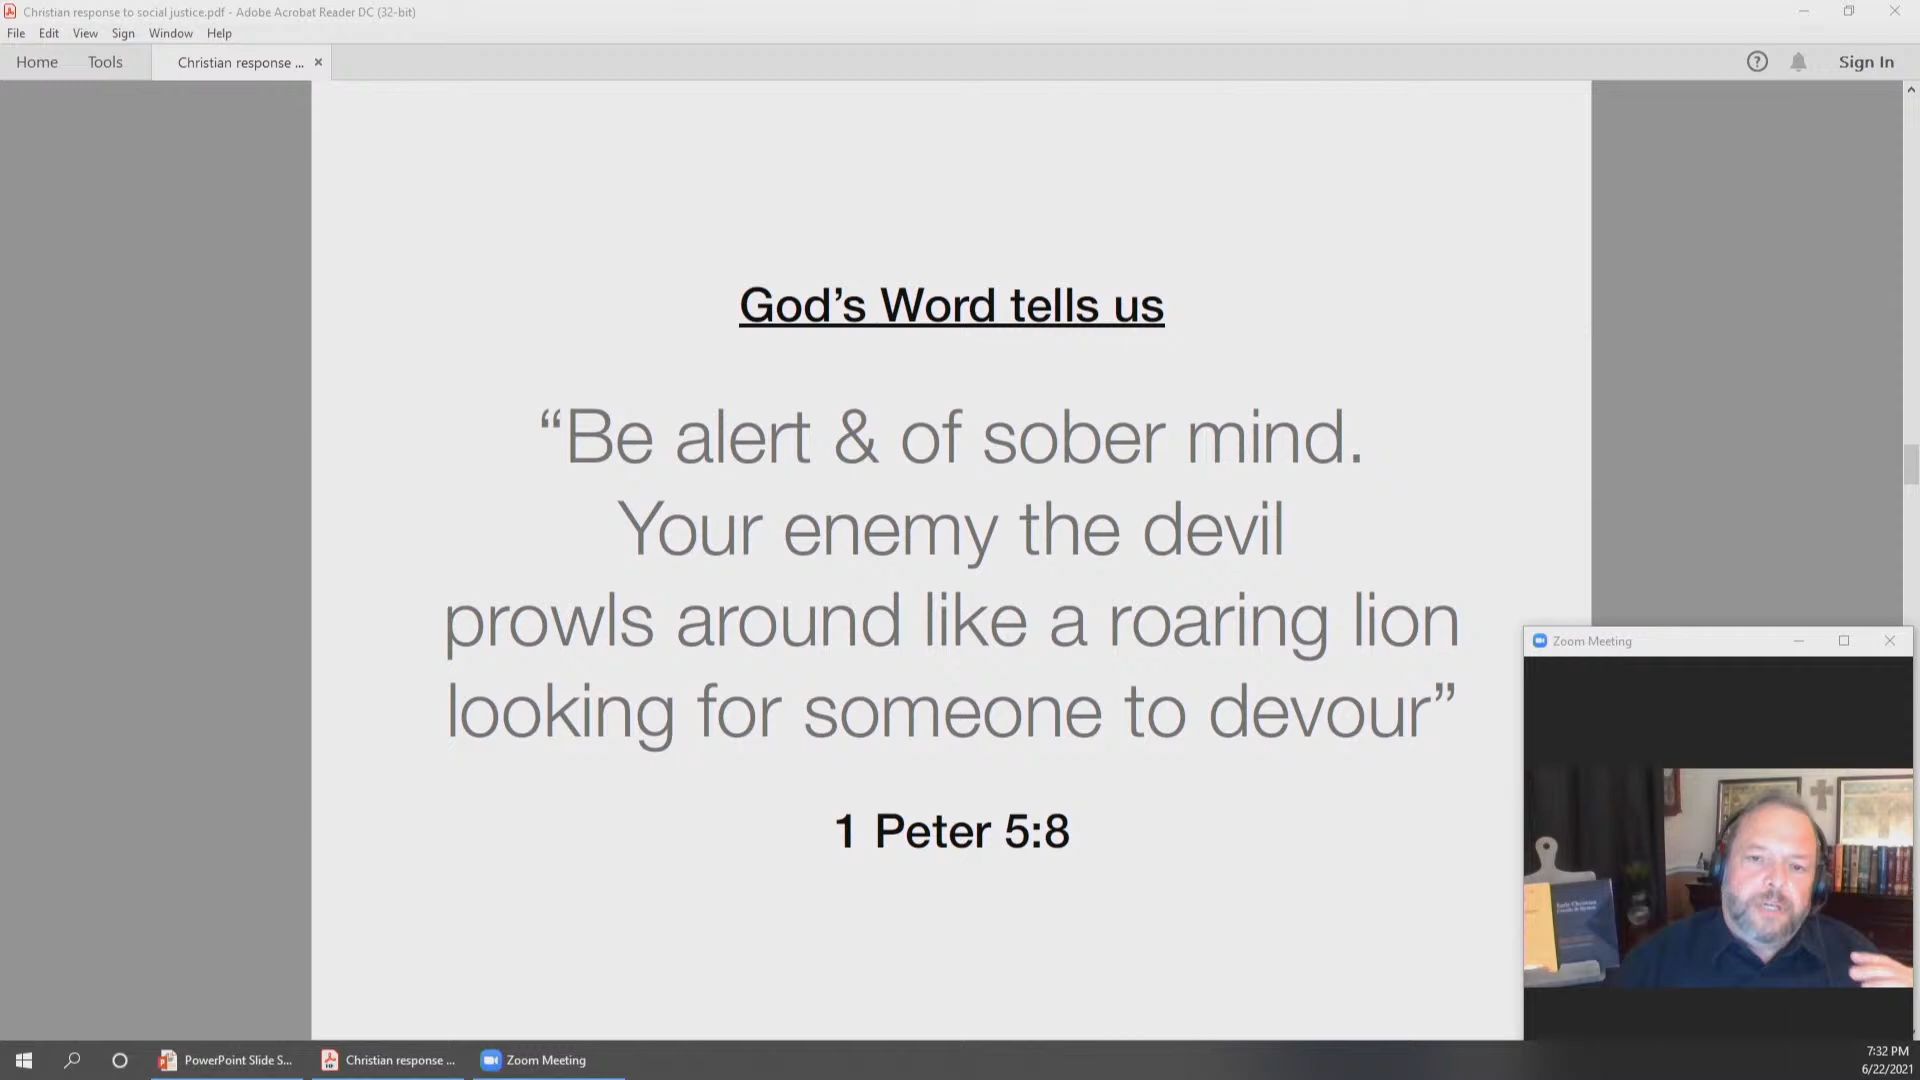 Christian response to social justice.pdf - Adobe Acrobat Reader DC (32-bit)
File Edit View Sign Window Help
Home Tools Christian response ... × ? Sign In
God’s Word tells us
“Be alert & of sober mind.
Your enemy the devil
prowls around like a roaring lion
looking for someone to devour”
1 Peter 5:8
Zoom Meeting
Early Christian
PowerPoint Slide S... Christian response ... Zoom Meeting
7:32 PM
6/22/2021